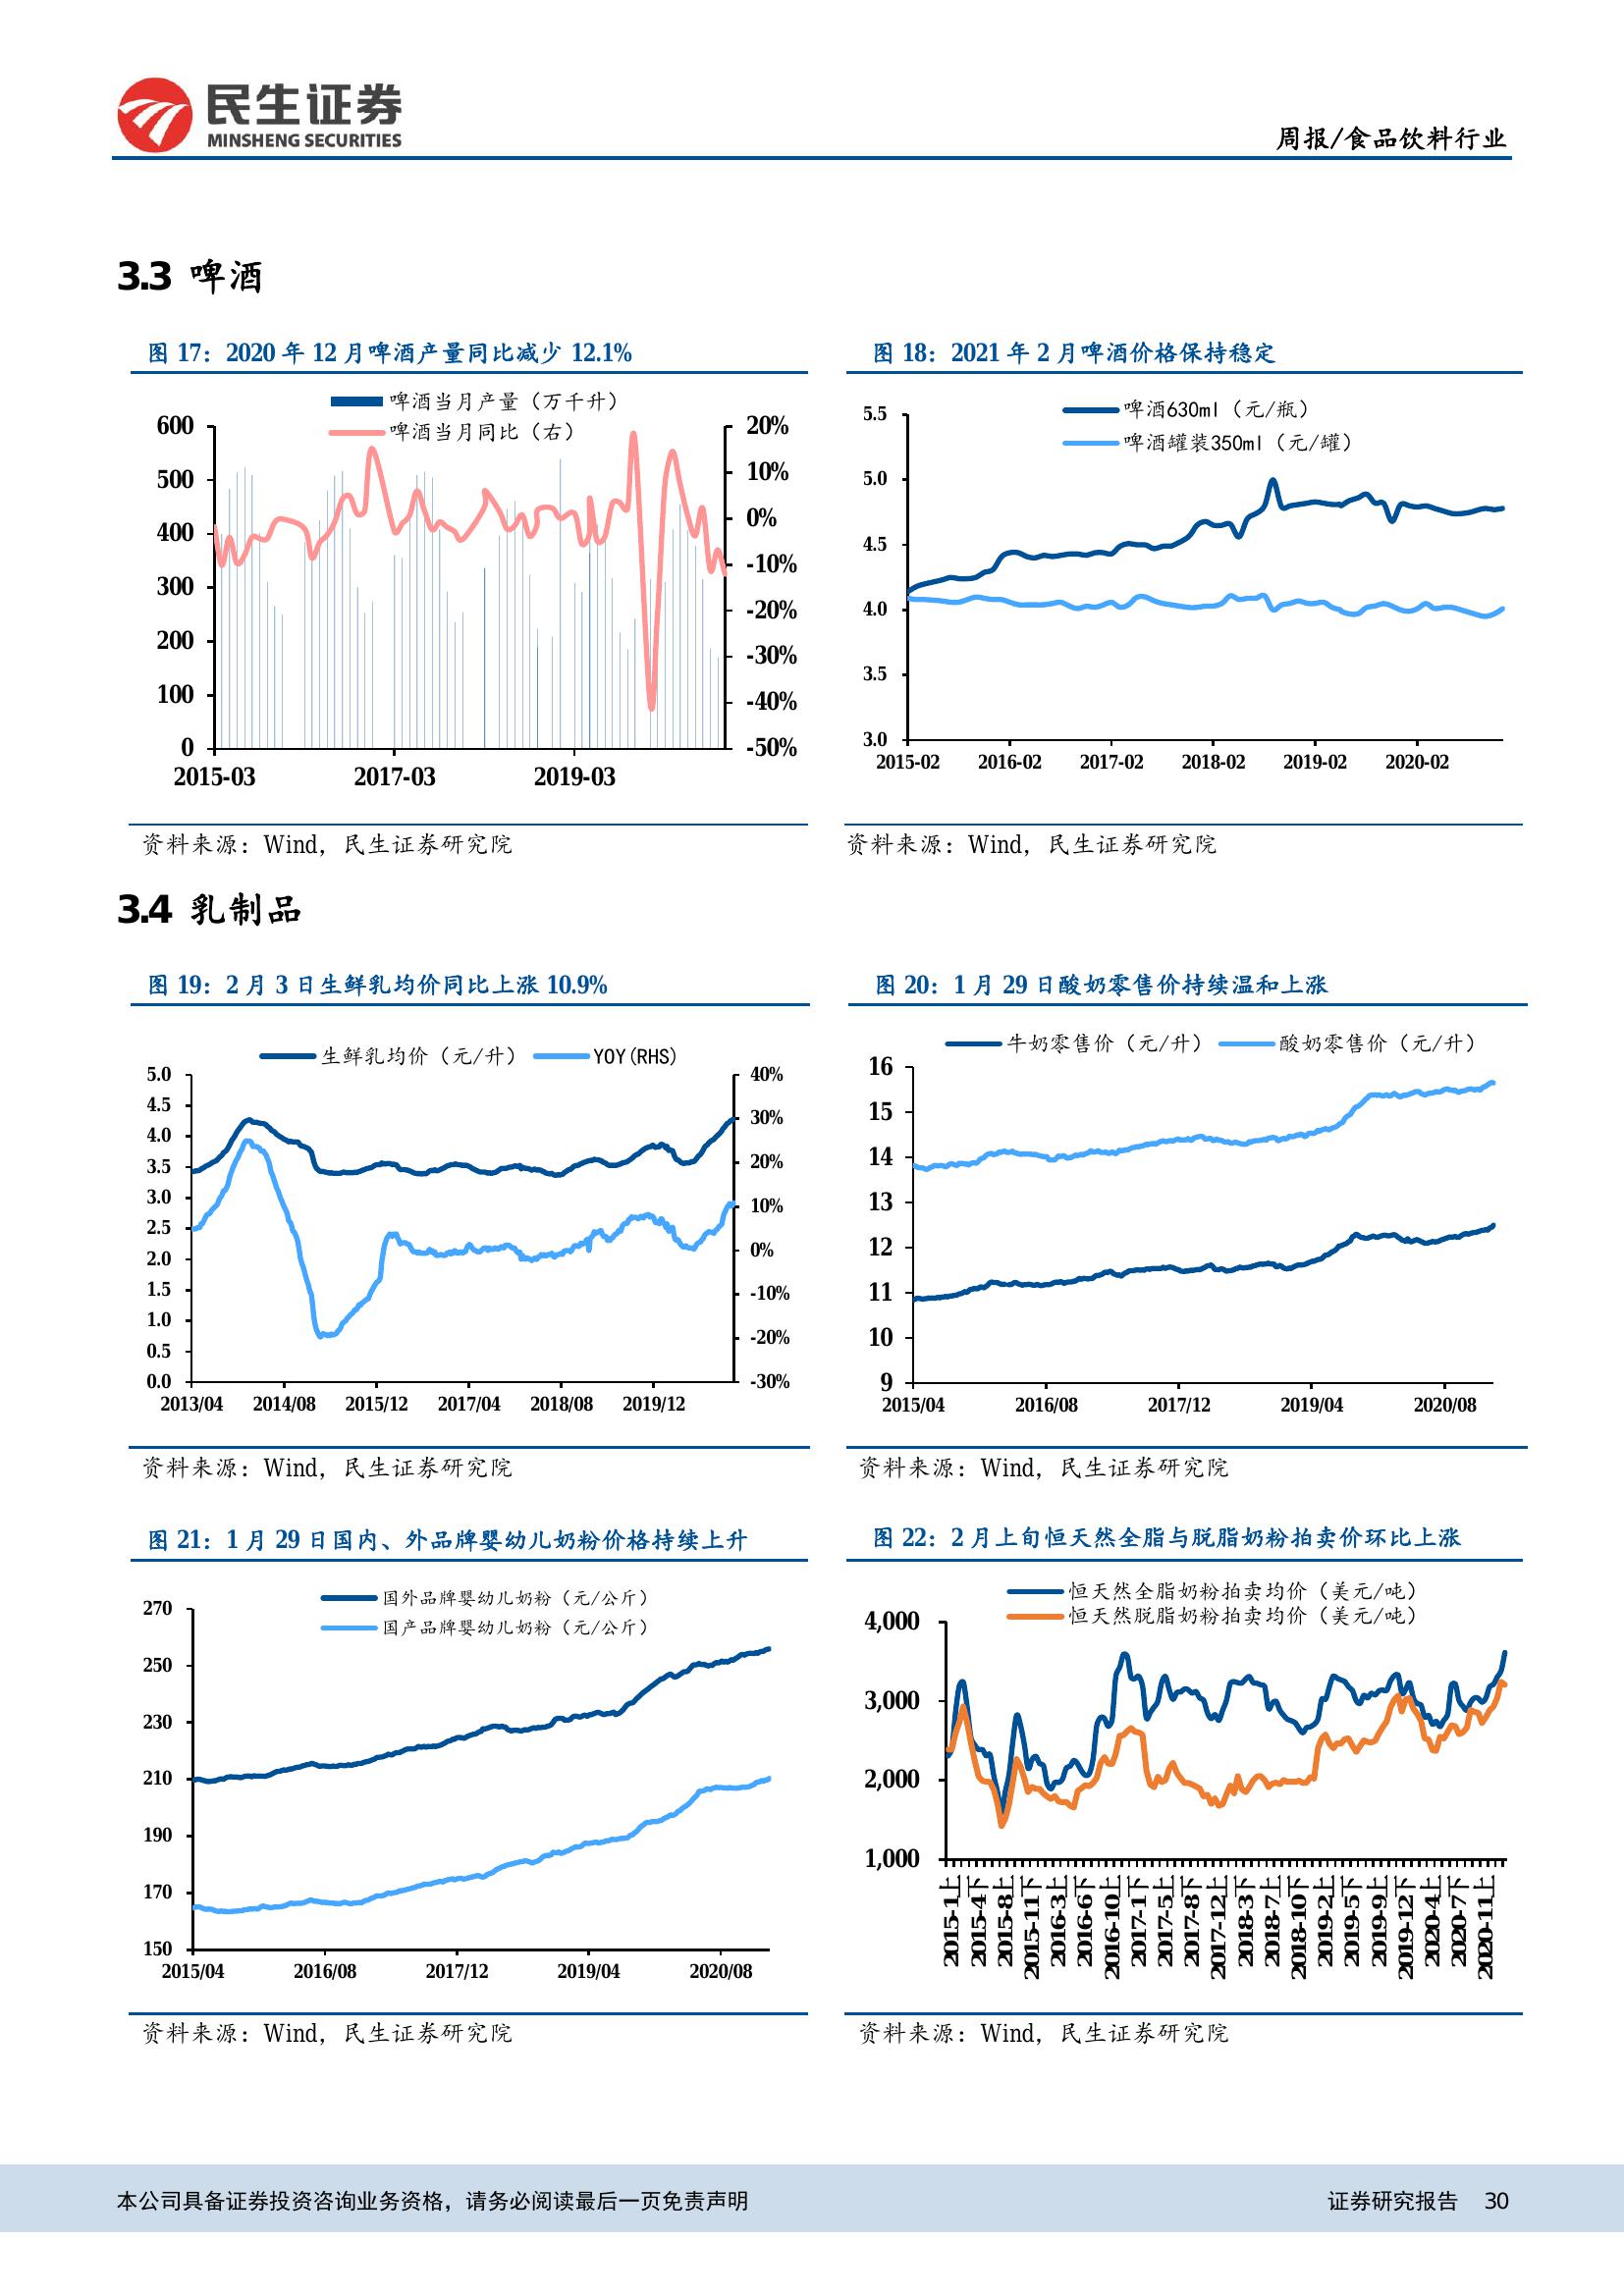 民生证券
MINSHENG SECURITIES
周报/食品饮料行业
3.3 啤酒
图 17：2020 年 12 月啤酒产量同比减少 12.1%
啤酒当月产量（万千升）
啤酒当月同比（右）
600
500
400
300
200
100
0
20%
10%
0%
-10%
-20%
-30%
-40%
-50%
2015-03 2017-03 2019-03
资料来源：Wind，民生证券研究院
图 18：2021 年 2 月啤酒价格保持稳定
啤酒630ml（元/瓶）
啤酒罐装350ml（元/罐）
5.5
5.0
4.5
4.0
3.5
3.0
2015-02 2016-02 2017-02 2018-02 2019-02 2020-02
资料来源：Wind，民生证券研究院
3.4 乳制品
图 19：2 月 3 日生鲜乳均价同比上涨 10.9%
生鲜乳均价（元/升） YOY(RHS)
5.0
4.5
4.0
3.5
3.0
2.5
2.0
1.5
1.0
0.5
0.0
40%
30%
20%
10%
0%
-10%
-20%
-30%
2013/04 2014/08 2015/12 2017/04 2018/08 2019/12
资料来源：Wind，民生证券研究院
图 20：1 月 29 日酸奶零售价持续温和上涨
牛奶零售价（元/升） 酸奶零售价（元/升）
16
15
14
13
12
11
10
9
2015/04 2016/08 2017/12 2019/04 2020/08
资料来源：Wind，民生证券研究院
图 21：1 月 29 日国内、外品牌婴幼儿奶粉价格持续上升
国外品牌婴幼儿奶粉（元/公斤）
国产品牌婴幼儿奶粉（元/公斤）
270
250
230
210
190
170
150
2015/04 2016/08 2017/12 2019/04 2020/08
资料来源：Wind，民生证券研究院
图 22：2 月上旬恒天然全脂与脱脂奶粉拍卖价环比上涨
恒天然全脂奶粉拍卖均价（美元/吨）
恒天然脱脂奶粉拍卖均价（美元/吨）
4,000
3,000
2,000
1,000
2015-1上
2015-4下
2015-8上
2015-11下
2016-3上
2016-6下
2016-10上
2017-1下
2017-5上
2017-8下
2017-12上
2018-3下
2018-7上
2018-10下
2019-2上
2019-5下
2019-9上
2019-12下
2020-4上
2020-7下
2020-11上
资料来源：Wind，民生证券研究院
本公司具备证券投资咨询业务资格，请务必阅读最后一页免责声明
证券研究报告 30